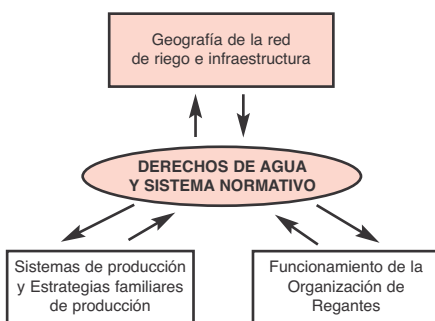 Geografía de la red
de riego e infraestructura
DERECHOS DE AGUA
Y SISTEMA NORMATIVO
Sistemas de producción
y Estrategias familiares
de producción
Funcionamiento de la
Organización de
Regantes